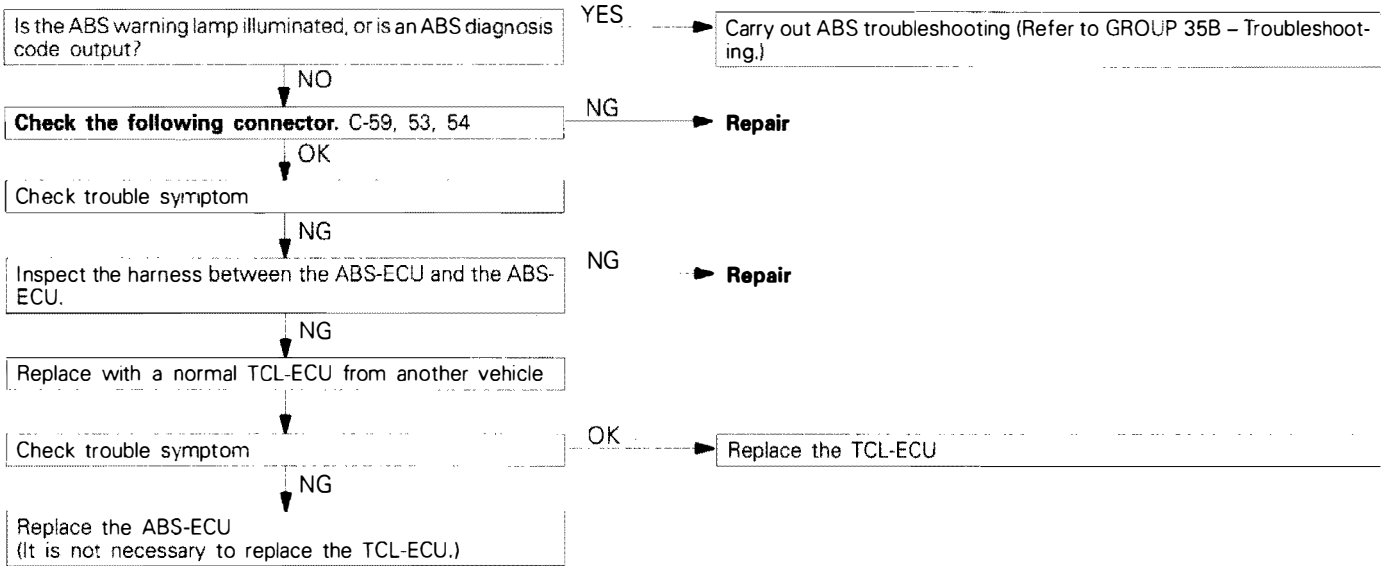 Is the ABS warning lamp illuminated, or is an ABS diagnosis
code output?
YES
Carry out ABS troubleshooting (Refer to GROUP 35B – Troubleshoot-
ing.)
NO
Check the following connector. C-59, 53, 54
NG
Repair
OK
Check trouble symptom
NG
Inspect the harness between the ABS-ECU and the ABS-
ECU.
NG
Repair
NG
Replace with a normal TCL-ECU from another vehicle
Check trouble symptom
OK
Replace the TCL-ECU
NG
Replace the ABS-ECU
(It is not necessary to replace the TCL-ECU.)